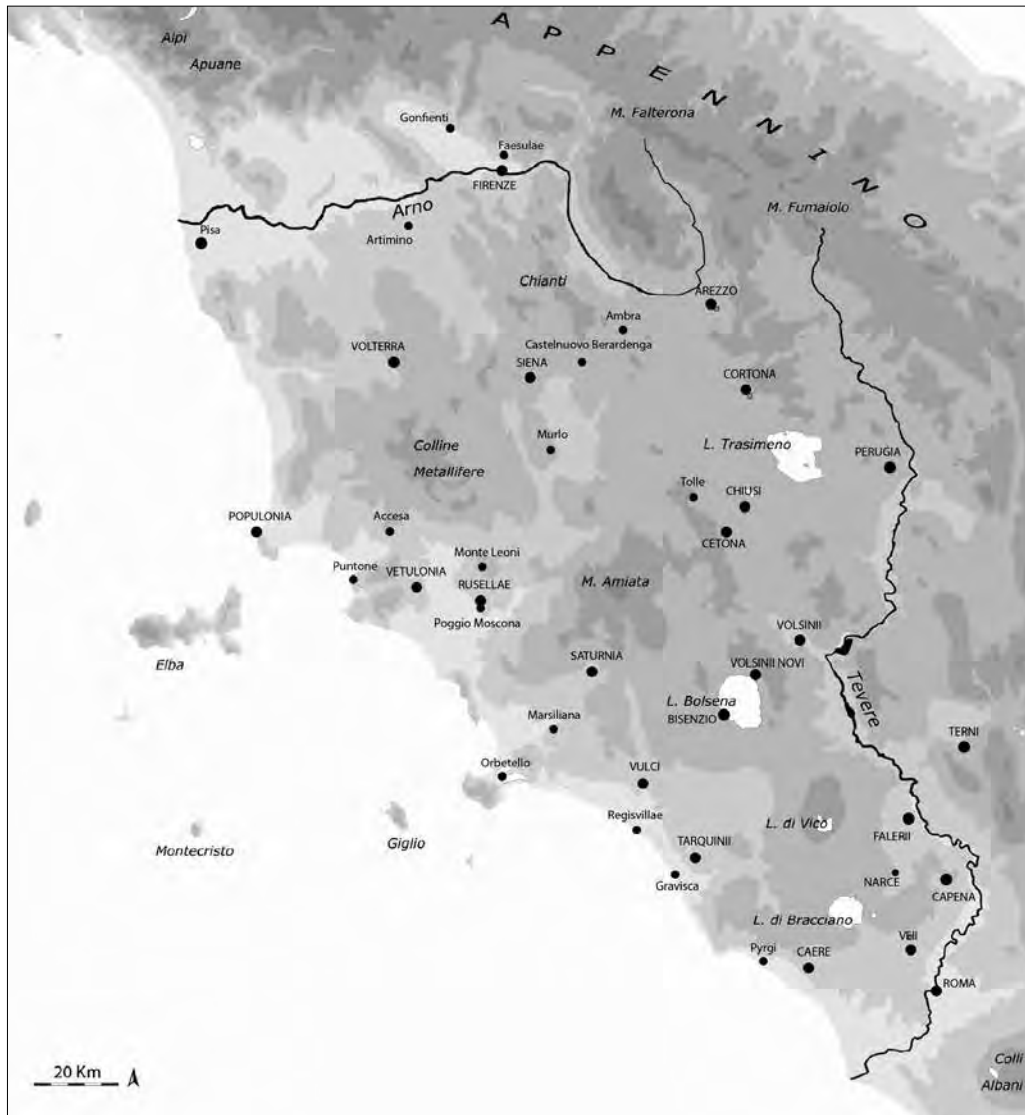 Alpi
Apuane
APPENNINO
M. Falterona
Gonfienti
Faesulae
FIRENZE
M. Fumaiolo
Arno
Pisa
Artimino
Chianti
AREZZO
Ambra
VOLTERRA
Castelnuovo Berardenga
SIENA
CORTONA
Murlo
Colline
Metallifere
L. Trasimeno
PERUGIA
Tolle
CHIUSI
POPULONIA
Accesa
CETONA
Monte Leoni
Puntone
VETULONIA
RUSELLAE
M. Amiata
Poggio Moscona
VOLSINII
Elba
SATURNIA
VOLSINII NOVI
Tevere
L. Bolsena
BISENZIO
Marsiliana
TERNI
Orbetello
VULCI
Regisvillae
L. di Vico
FALERII
Montecristo
Giglio
TARQUINII
Gravisca
NARCE
CAPENA
L. di Bracciano
VEII
Pyrgi
CAERE
ROMA
20 Km
Colli
Albani